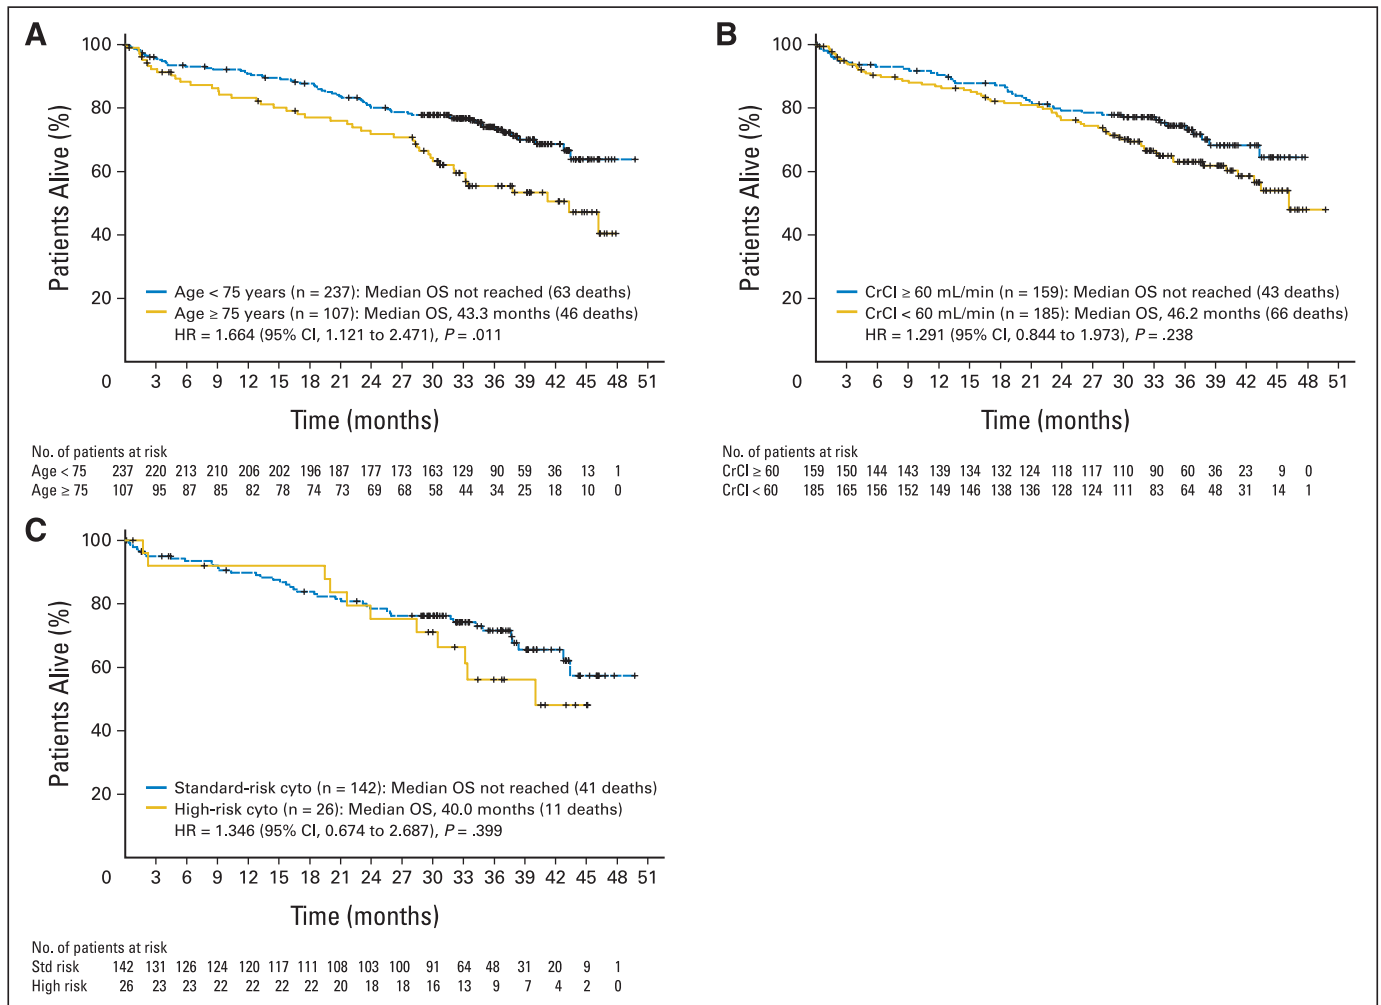 A
100
80
60
40
20
Patients Alive (%)
Age < 75 years (n = 237): Median OS not reached (63 deaths)
Age ≥ 75 years (n = 107): Median OS, 43.3 months (46 deaths)
HR = 1.664 (95% CI, 1.121 to 2.471), P = .011
0 3 6 9 12 15 18 21 24 27 30 33 36 39 42 45 48 51
Time (months)
No. of patients at risk
Age < 75 237 220 213 210 206 202 196 187 177 173 163 129 90 59 36 13 1
Age ≥ 75 107 95 87 85 82 78 74 73 69 68 58 44 34 25 18 10 0
B
100
80
60
40
20
Patients Alive (%)
CrCl ≥ 60 mL/min (n = 159): Median OS not reached (43 deaths)
CrCl < 60 mL/min (n = 185): Median OS, 46.2 months (66 deaths)
HR = 1.291 (95% CI, 0.844 to 1.973), P = .238
0 3 6 9 12 15 18 21 24 27 30 33 36 39 42 45 48 51
Time (months)
No. of patients at risk
CrCl ≥ 60 159 150 144 143 139 134 132 124 118 117 110 90 60 36 23 9 0
CrCl < 60 185 165 156 152 149 146 138 136 128 124 111 83 64 48 31 14 1
C
100
80
60
40
20
Patients Alive (%)
Standard-risk cyto (n = 142): Median OS not reached (41 deaths)
High-risk cyto (n = 26): Median OS, 40.0 months (11 deaths)
HR = 1.346 (95% CI, 0.674 to 2.687), P = .399
0 3 6 9 12 15 18 21 24 27 30 33 36 39 42 45 48 51
Time (months)
No. of patients at risk
Std risk 142 131 126 124 120 117 111 108 103 100 91 64 48 31 20 9 1
High risk 26 23 23 22 22 22 22 20 18 18 16 13 9 7 4 2 0